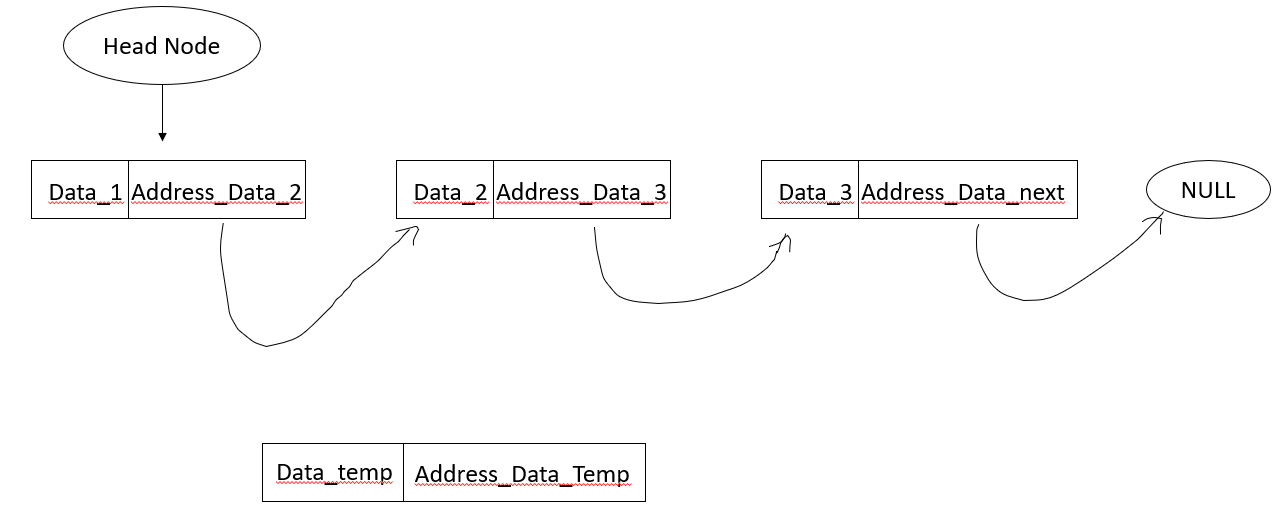 Head Node
Data_1 Address_Data_2
Data_2 Address_Data_3
Data_3 Address_Data_next
NULL
Data_temp Address_Data_Temp